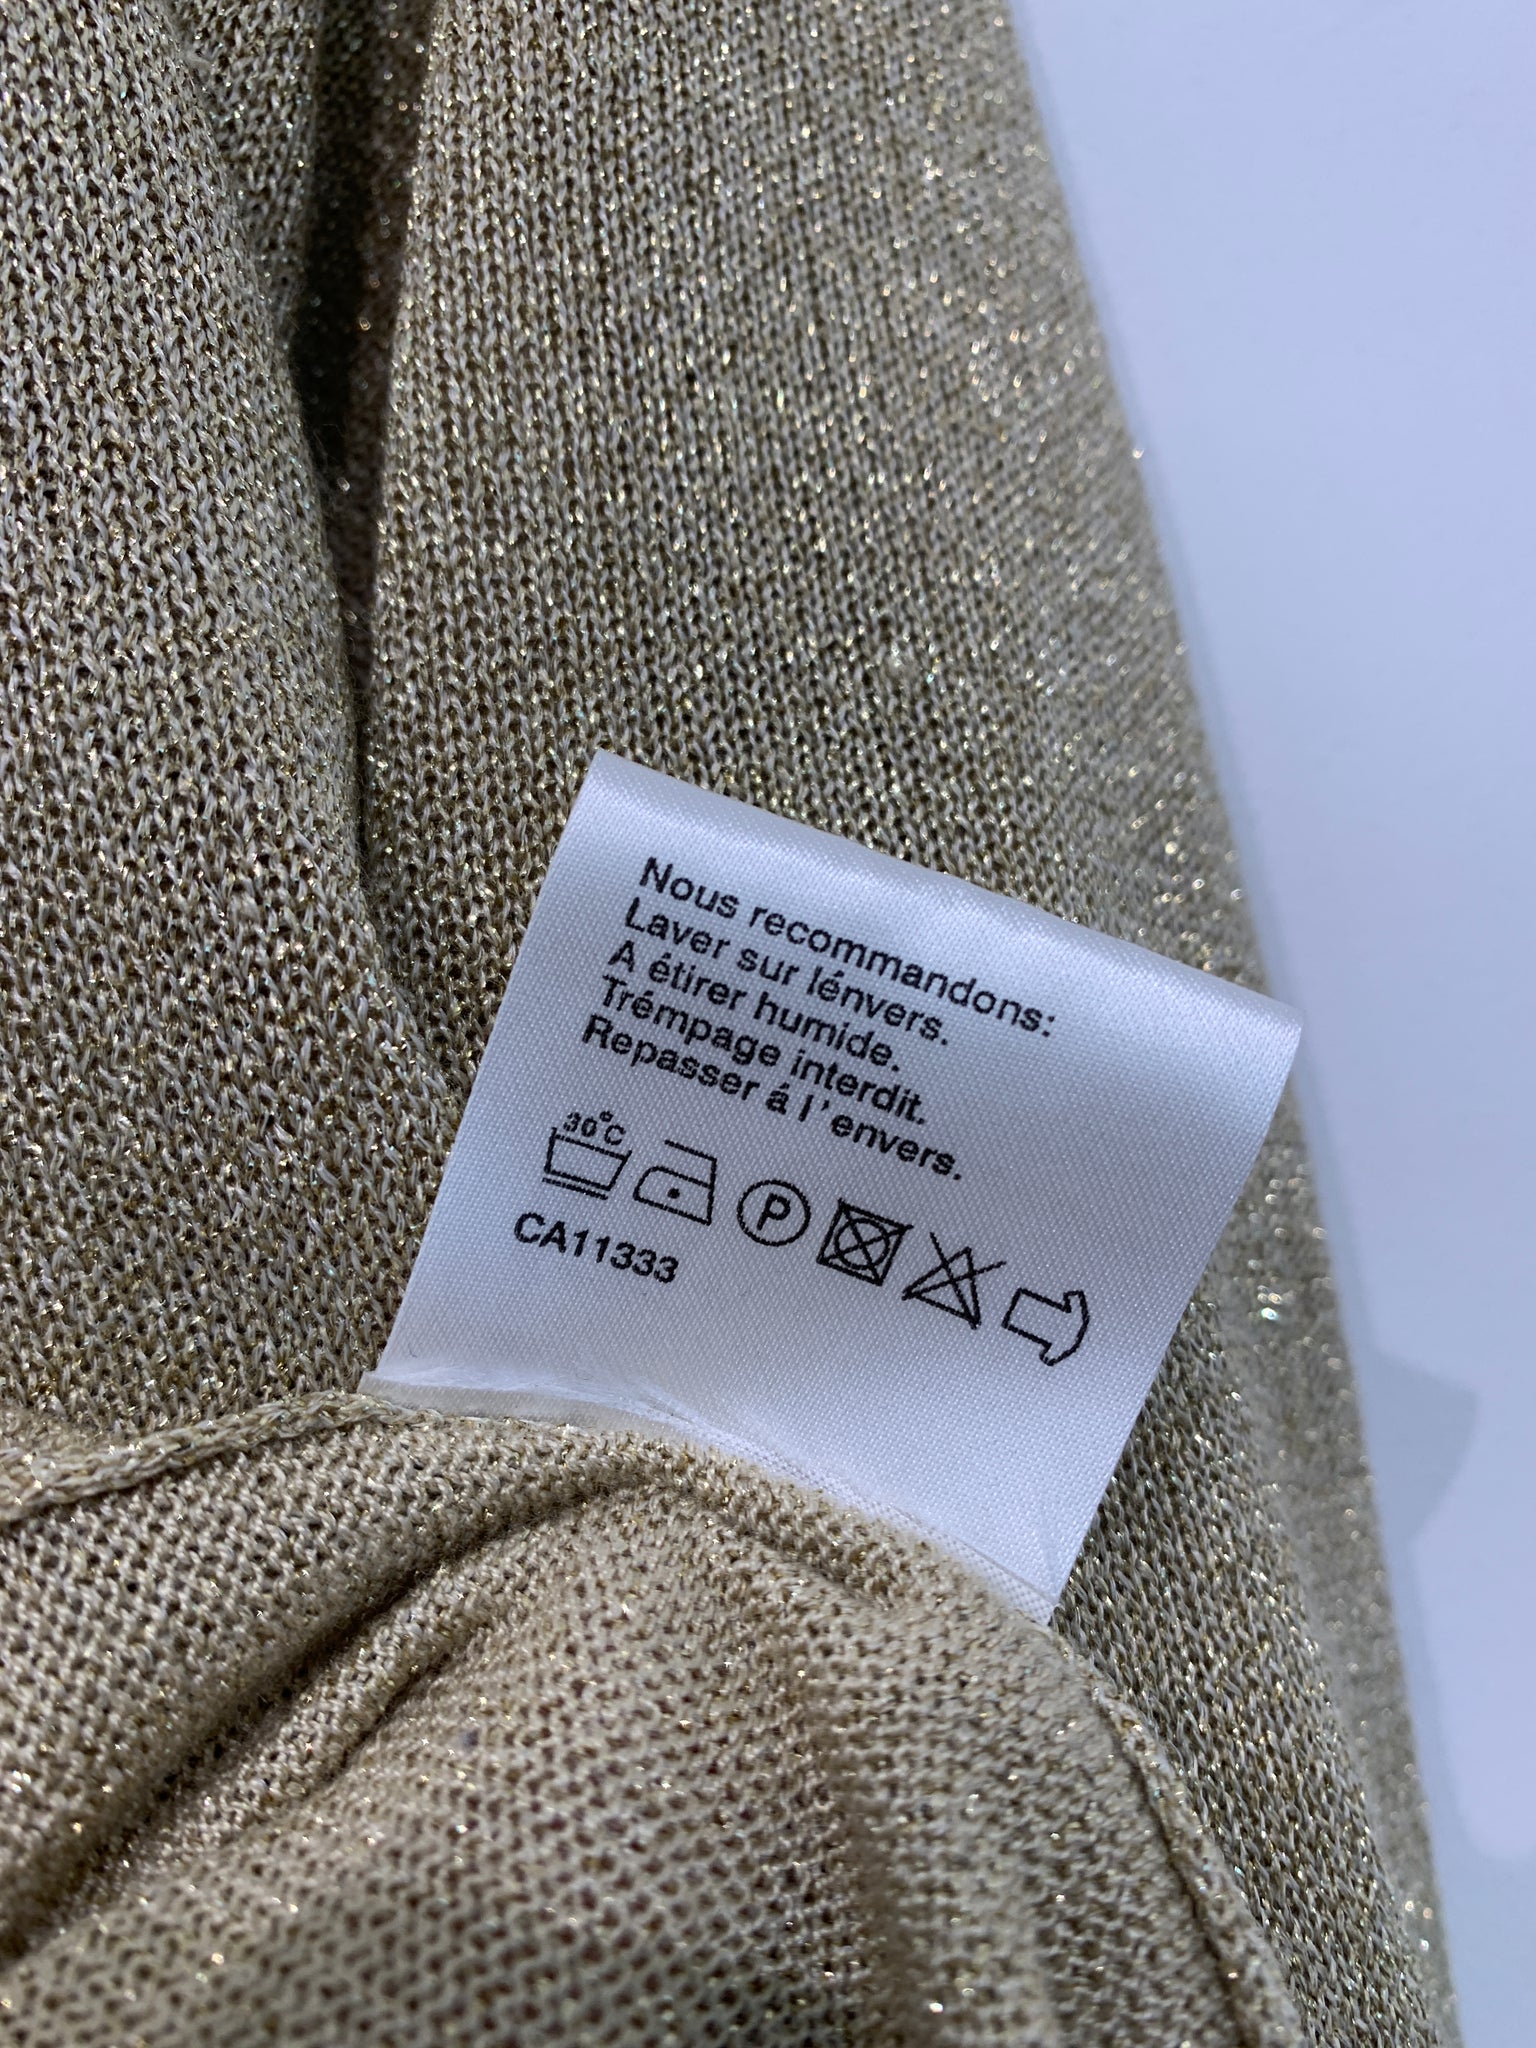 Nous recommandons:
Laver sur lénvers.
A étirer humide.
Trémpage interdit.
Repasser á l'envers.
30°C
P
CA11333